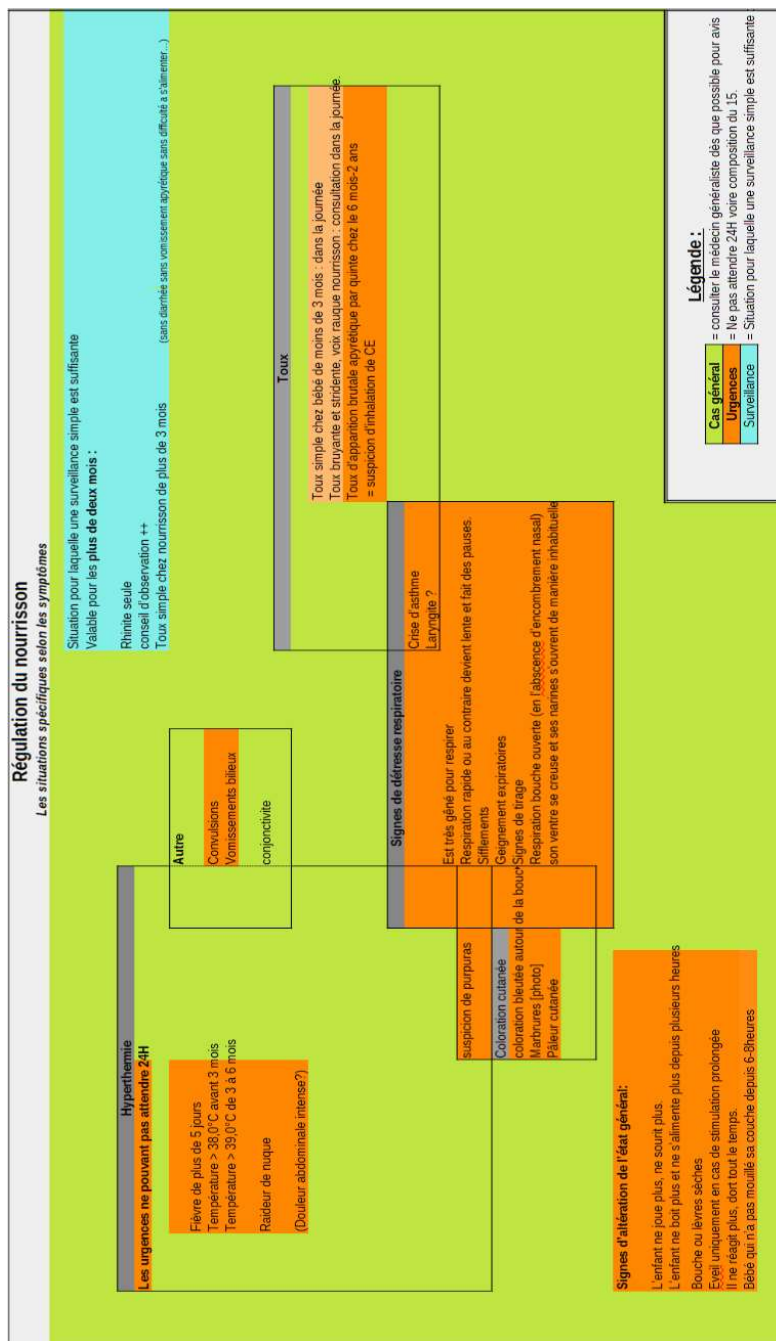 Régulation du nourrisson
Les situations spécifiques selon les symptômes
Hyperthermie
Les urgences ne pouvant pas attendre 24H
Fièvre de plus de 5 jours
Température > 38,0°C avant 3 mois
Température > 39,0°C de 3 à 6 mois
Raideur de nuque
(Douleur abdominale intense?)
Autre
Convulsions
Vomissements bilieux
conjonctivite
Situation pour laquelle une surveillance simple est suffisante
Valable pour les plus de deux mois :
Rhinite seule
conseil d'observation ++
Toux simple chez nourrisson de plus de 3 mois
(sans diarrhée sans vomissement apyrétique sans difficulté a s'alimenter...)
Toux
Toux simple chez bébé de moins de 3 mois : dans la journée
Toux bruyante et stridente, voix rauque nourrisson : consultation dans la journée.
Toux d'apparition brutale apyrétique par quinte chez le 6 mois-2 ans
= suspicion d'inhalation de CE
Crise d'asthme
Laryngite ?
Signes de détresse respiratoire
Est très gêné pour respirer
Respiration rapide ou au contraire devient lente et fait des pauses.
Sifflements
Geignement expiratoires
Signes de tirage
Respiration bouche ouverte (en l'abscence d'encombrement nasal)
son ventre se creuse et ses narines s'ouvrent de manière inhabituelle
suspicion de purpuras
Coloration cutanée
coloration bleutée autour de la bouc
Marbrures [photo]
Pâleur cutanée
Signes d'altération de l'état général:
L'enfant ne joue plus, ne sourit plus.
L'enfant ne boit plus et ne s'alimente plus depuis plusieurs heures
Bouche ou lèvres sèches
Eveil uniquement en cas de stimulation prolongée
Il ne réagit plus, dort tout le temps.
Bébé qui n'a pas mouillé sa couche depuis 6-8heures
Légende :
Cas général = consulter le médecin généraliste dès que possible pour avis
Urgences = Ne pas attendre 24H voire composition du 15.
Surveillance = Situation pour laquelle une surveillance simple est suffisante :